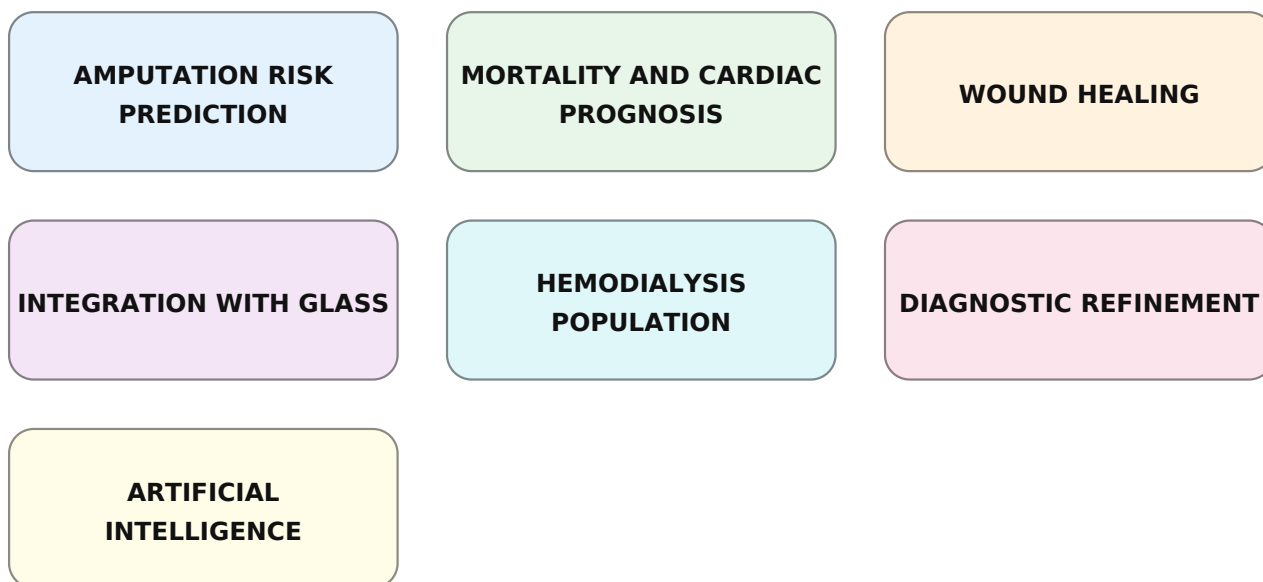 AMPUTATION RISK
PREDICTION
MORTALITY AND CARDIAC
PROGNOSIS
WOUND HEALING
INTEGRATION WITH GLASS
HEMODIALYSIS
POPULATION
DIAGNOSTIC REFINEMENT
ARTIFICIAL
INTELLIGENCE